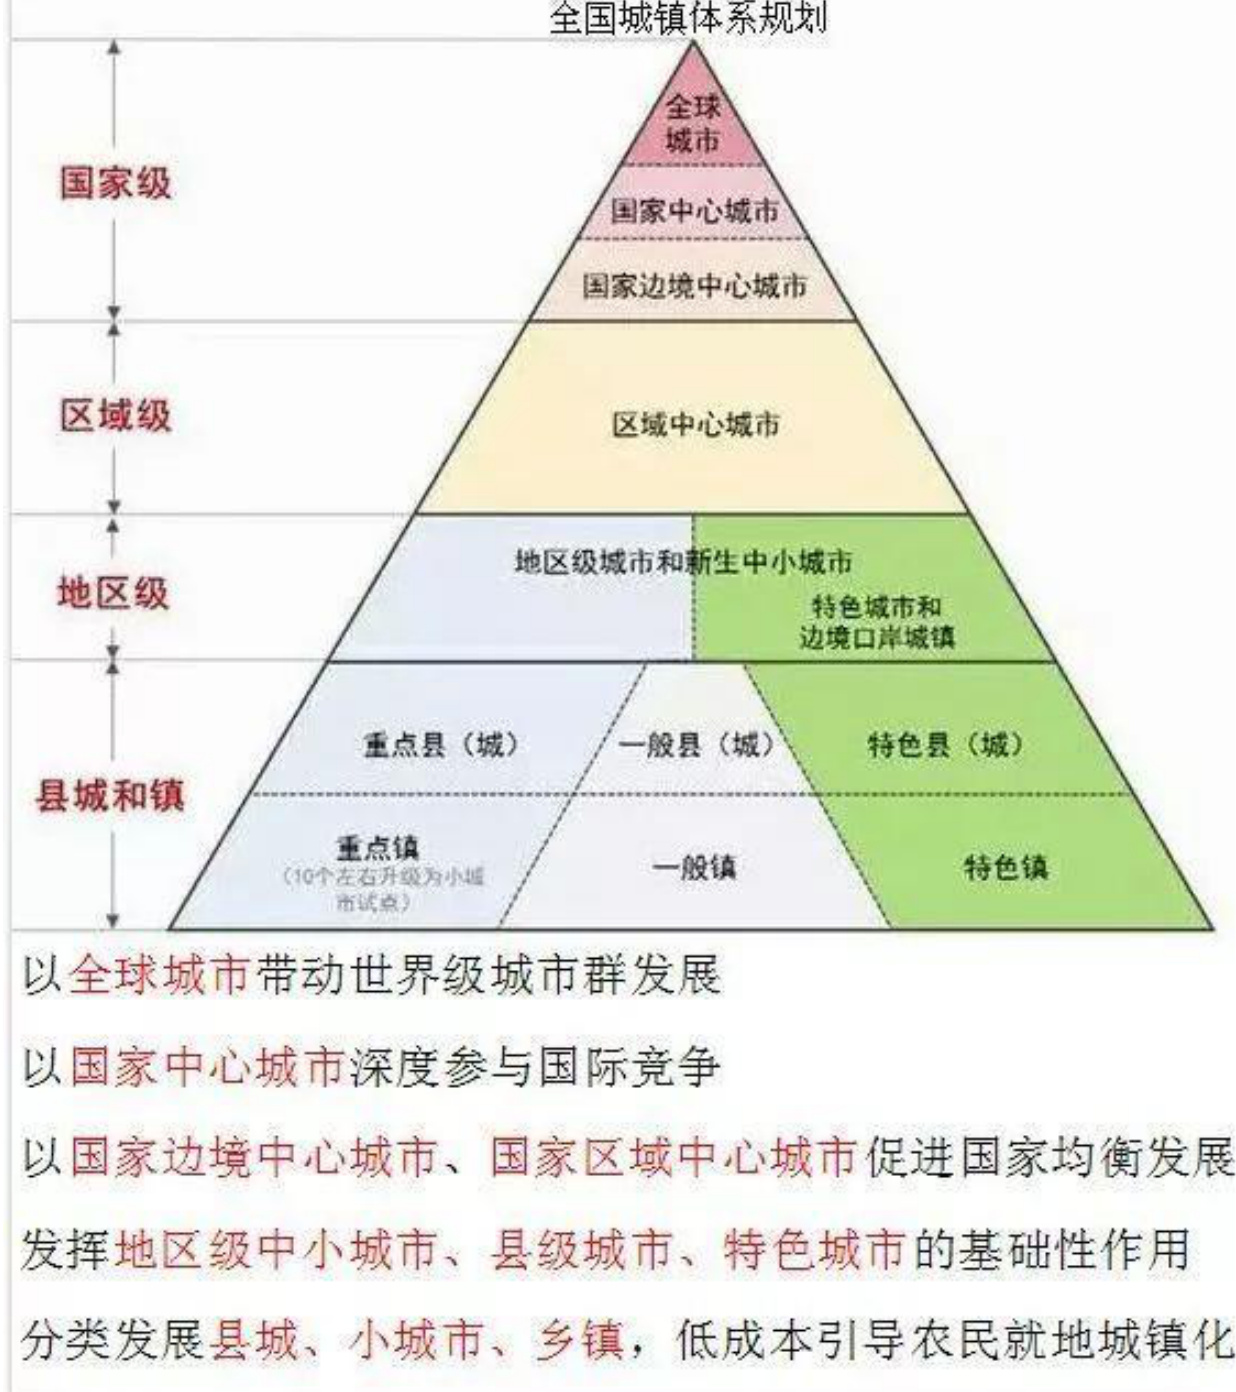 全国城镇体系规划
全球
城市
国家级
国家中心城市
国家边境中心城市
区域级
区域中心城市
地区级城市和新生中小城市
地区级
特色城市和
边境口岸城镇
重点县（城）
一般县（城）
特色县（城）
县城和镇
重点镇
（10个左右升级为小城
市试点）
一般镇
特色镇
以全球城市带动世界级城市群发展
以国家中心城市深度参与国际竞争
以国家边境中心城市、国家区域中心城市促进国家均衡发展
发挥地区级中小城市、县级城市、特色城市的基础性作用
分类发展县城、小城市、乡镇，低成本引导农民就地城镇化